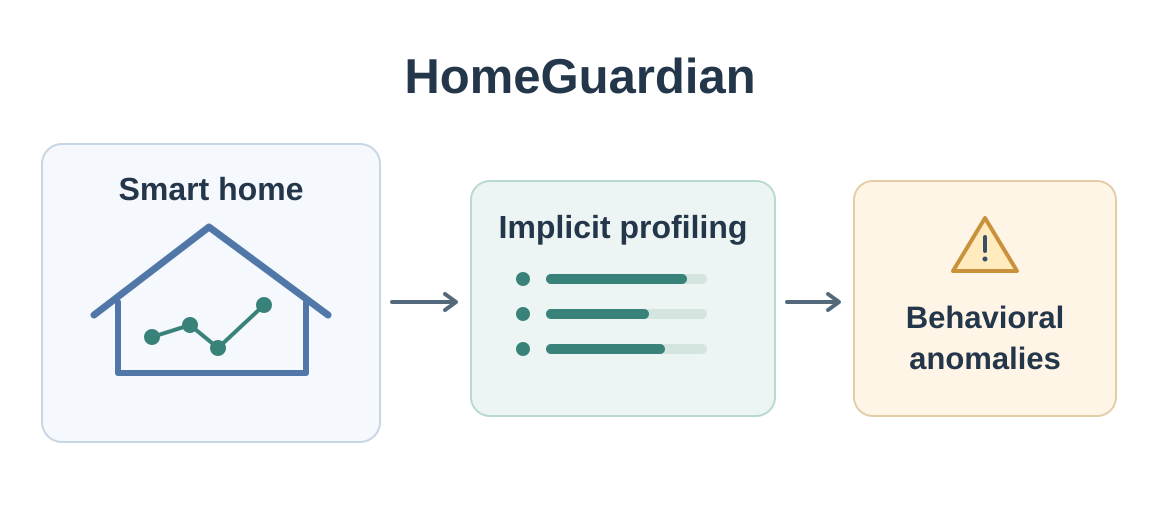 HomeGuardian
Smart home
Implicit profiling
Behavioral
anomalies